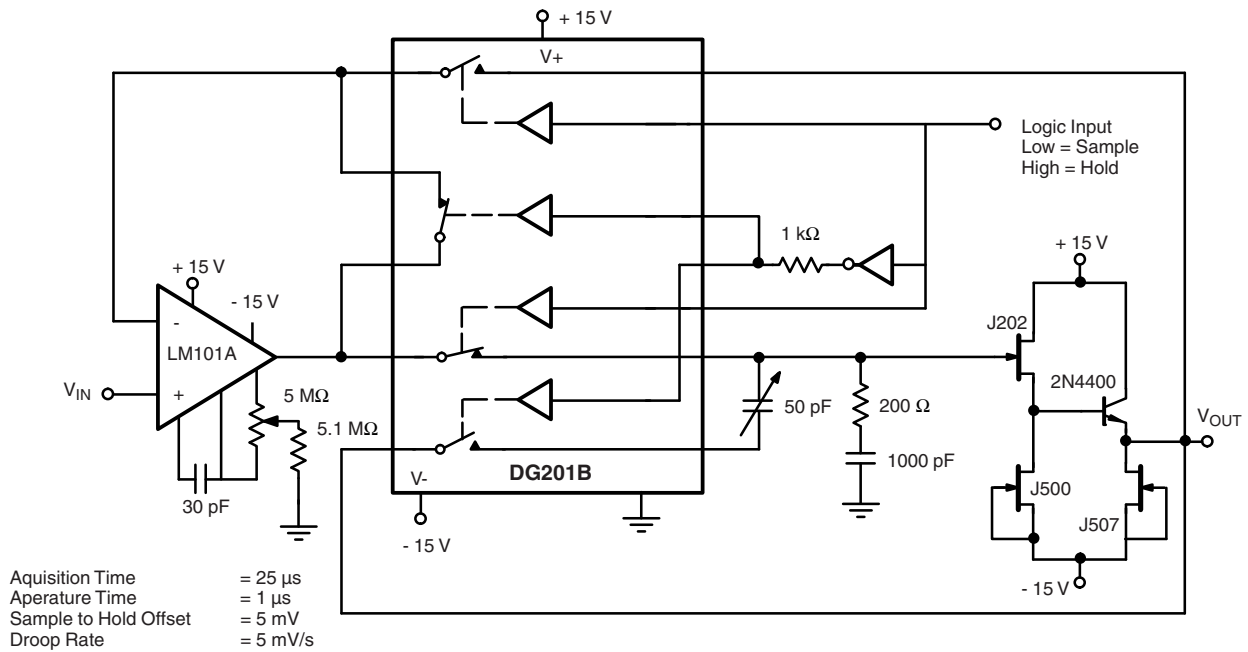 + 15 V
V+
Logic Input
Low = Sample
High = Hold
1 kΩ
+ 15 V
+ 15 V
- 15 V
J202
-
LM101A
2N4400
VIN
+
5 MΩ
50 pF
200 Ω
VOUT
5.1 MΩ
1000 pF
DG201B
V-
J500
30 pF
J507
- 15 V
- 15 V
Aquisition Time = 25 µs
Aperature Time = 1 µs
Sample to Hold Offset = 5 mV
Droop Rate = 5 mV/s